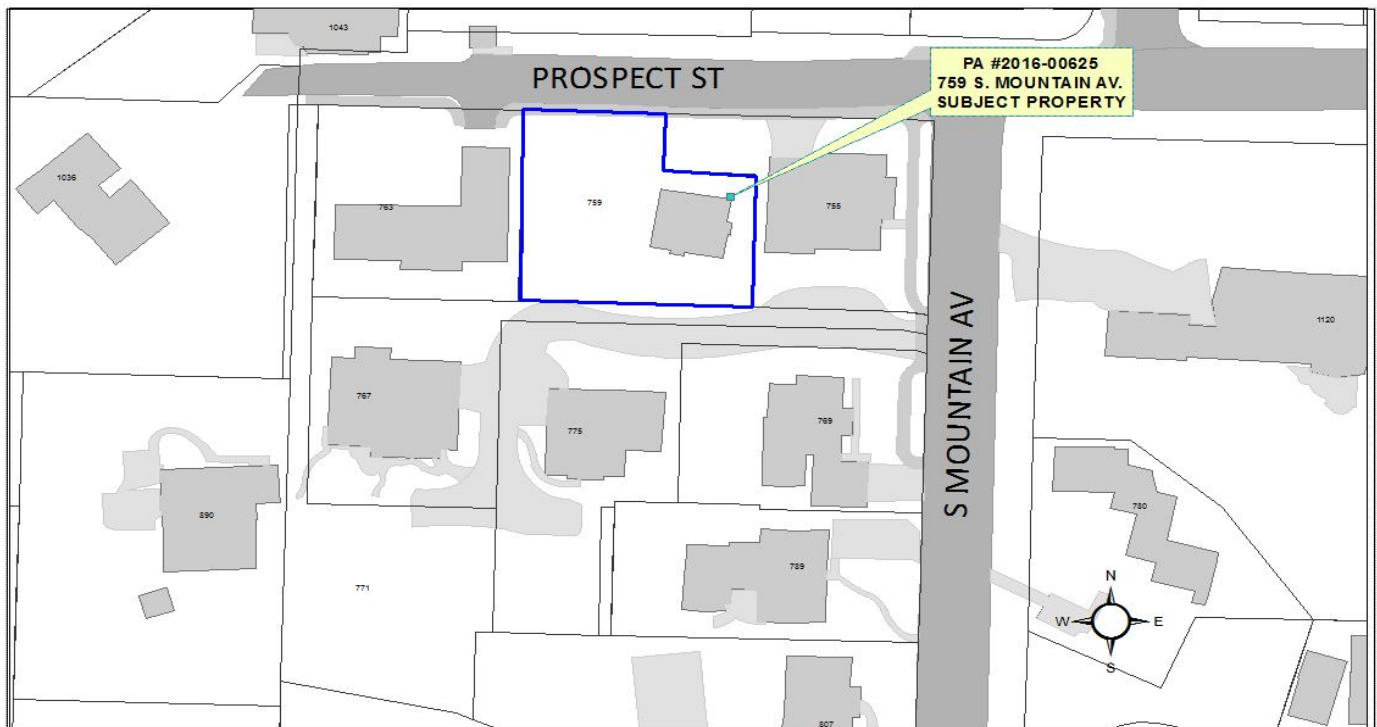 1043
PROSPECT ST
PA #2016-00625
759 S. MOUNTAIN AV.
SUBJECT PROPERTY
1036
763
759
755
S MOUNTAIN AV
1120
767
775
769
890
780
771
789
N
W
E
S
807